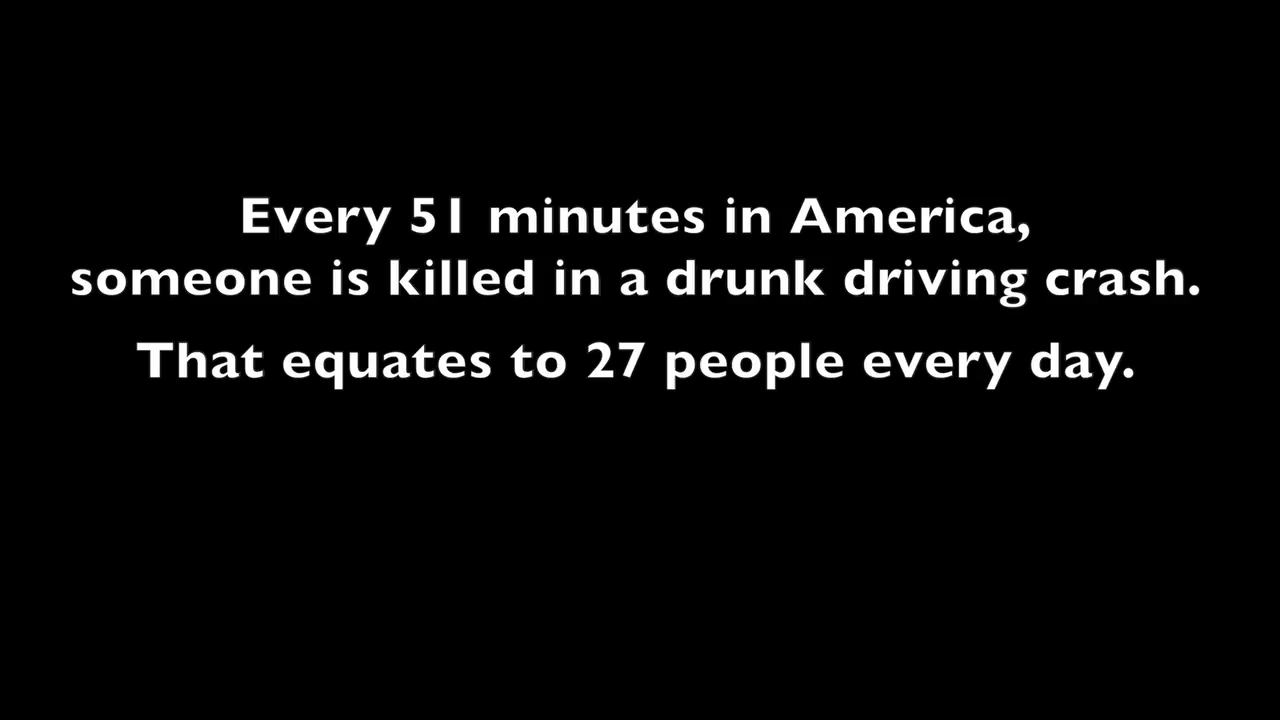 Every 51 minutes in America,
someone is killed in a drunk driving crash.
That equates to 27 people every day.